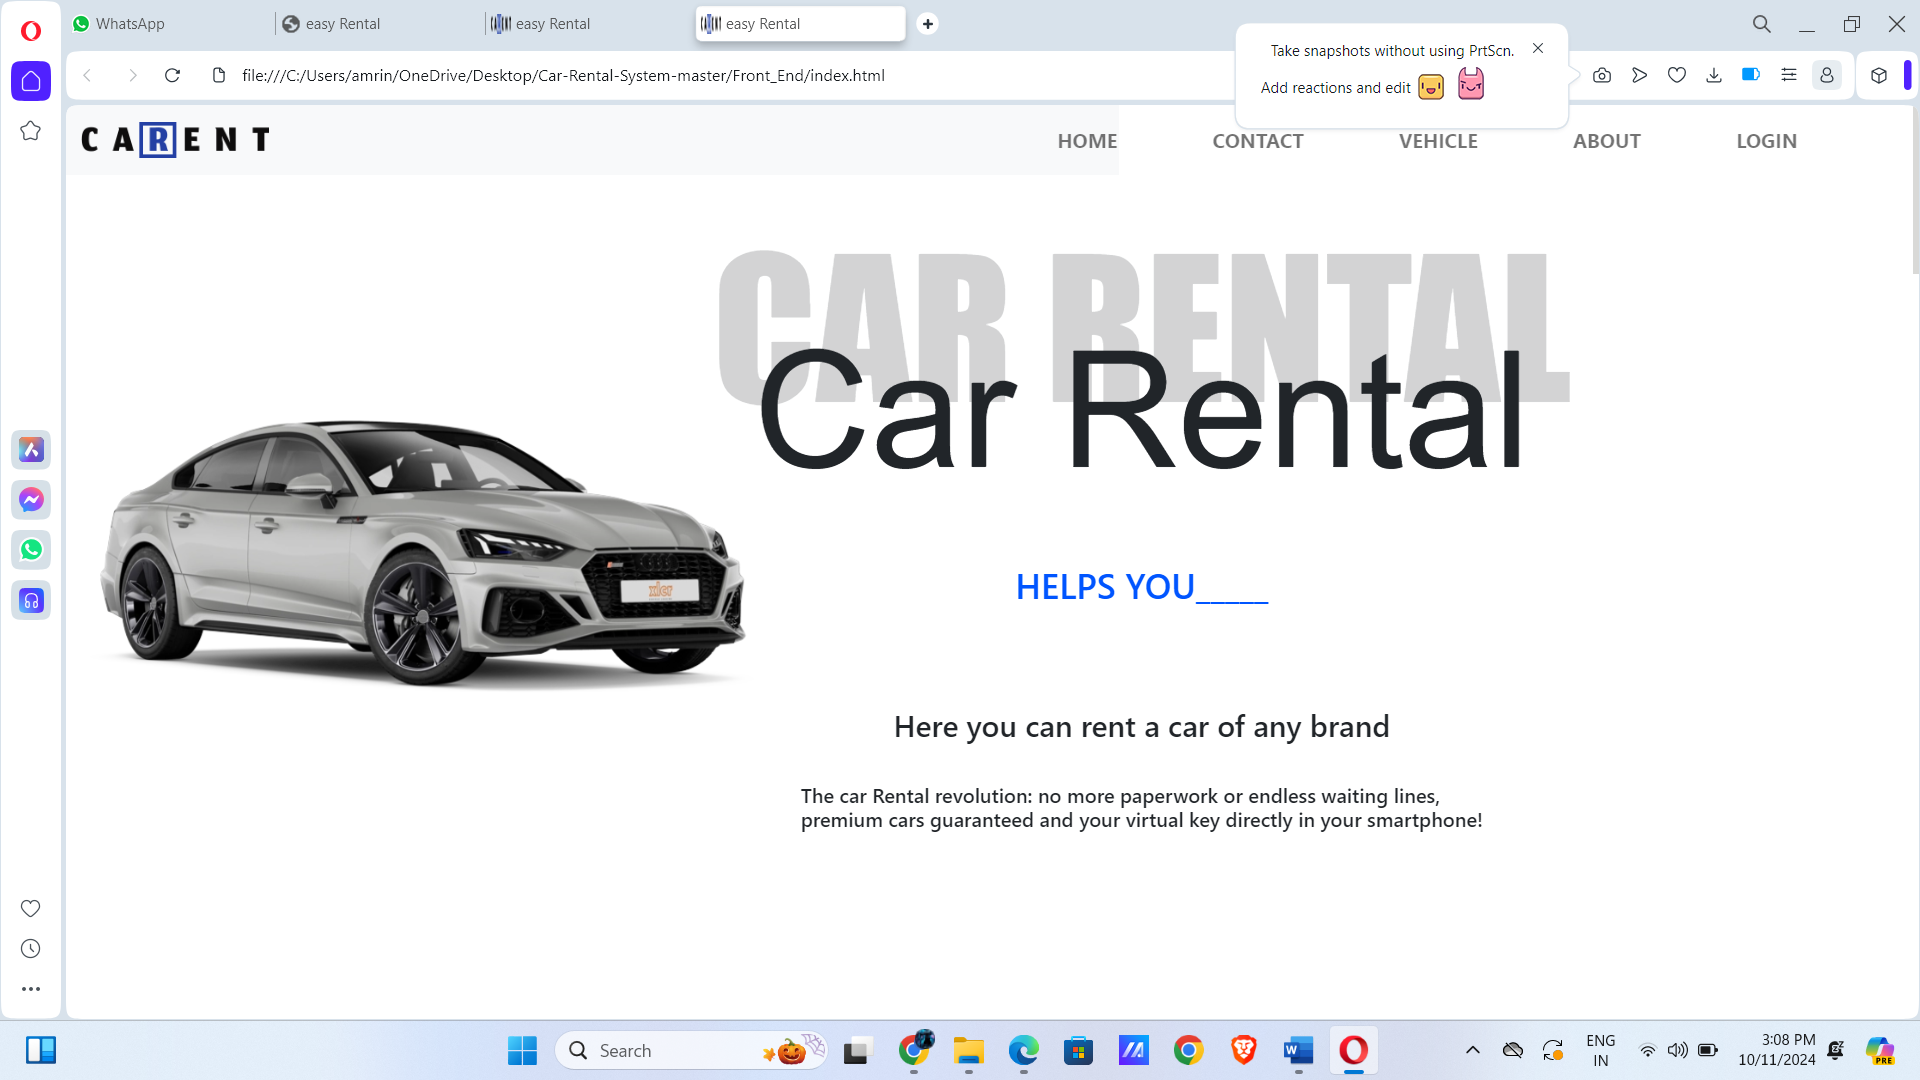 WhatsApp
easy Rental
easy Rental
easy Rental
file:///C:/Users/amrin/OneDrive/Desktop/Car-Rental-System-master/Front_End/index.html
Take snapshots without using PrtScn.
Add reactions and edit
CARENT
HOME
CONTACT
VEHICLE
ABOUT
LOGIN
CAR RENTAL
Car Rental
HELPS YOU_____
Here you can rent a car of any brand
The car Rental revolution: no more paperwork or endless waiting lines,
premium cars guaranteed and your virtual key directly in your smartphone!
xlcr
Search
ENG
IN
3:08 PM
10/11/2024
PRE